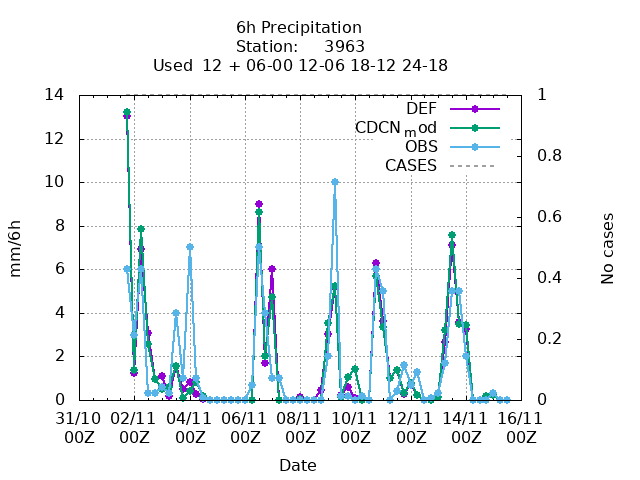 6h Precipitation
Station: 3963
Used 12 + 06-00 12-06 18-12 24-18
mm/6h
14
12
10
8
6
4
2
0
DEF
CDCN_mod
OBS
CASES
1
0.8
0.6
0.4
0.2
0
No cases
31/10 02/11 04/11 06/11 08/11 10/11 12/11 14/11 16/11
00Z 00Z 00Z 00Z 00Z 00Z 00Z 00Z 00Z
Date